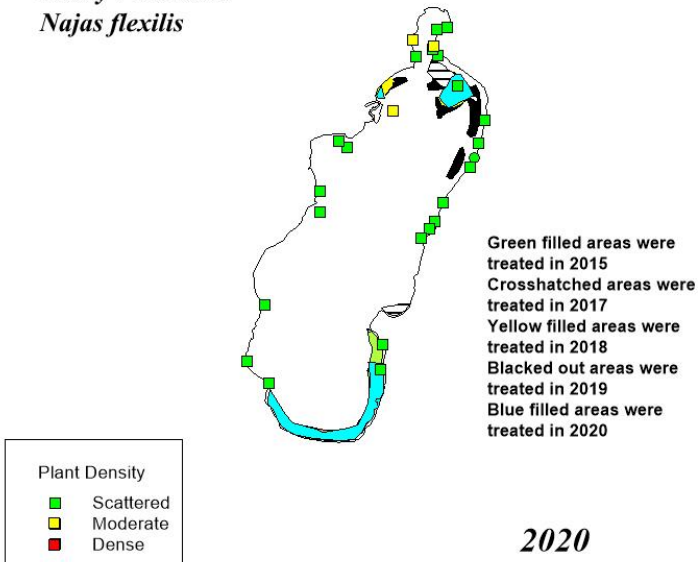 Najas flexilis
Green filled areas were
treated in 2015
Crosshatched areas were
treated in 2017
Yellow filled areas were
treated in 2018
Blacked out areas were
treated in 2019
Blue filled areas were
treated in 2020
Plant Density
Scattered
Moderate
Dense
2020